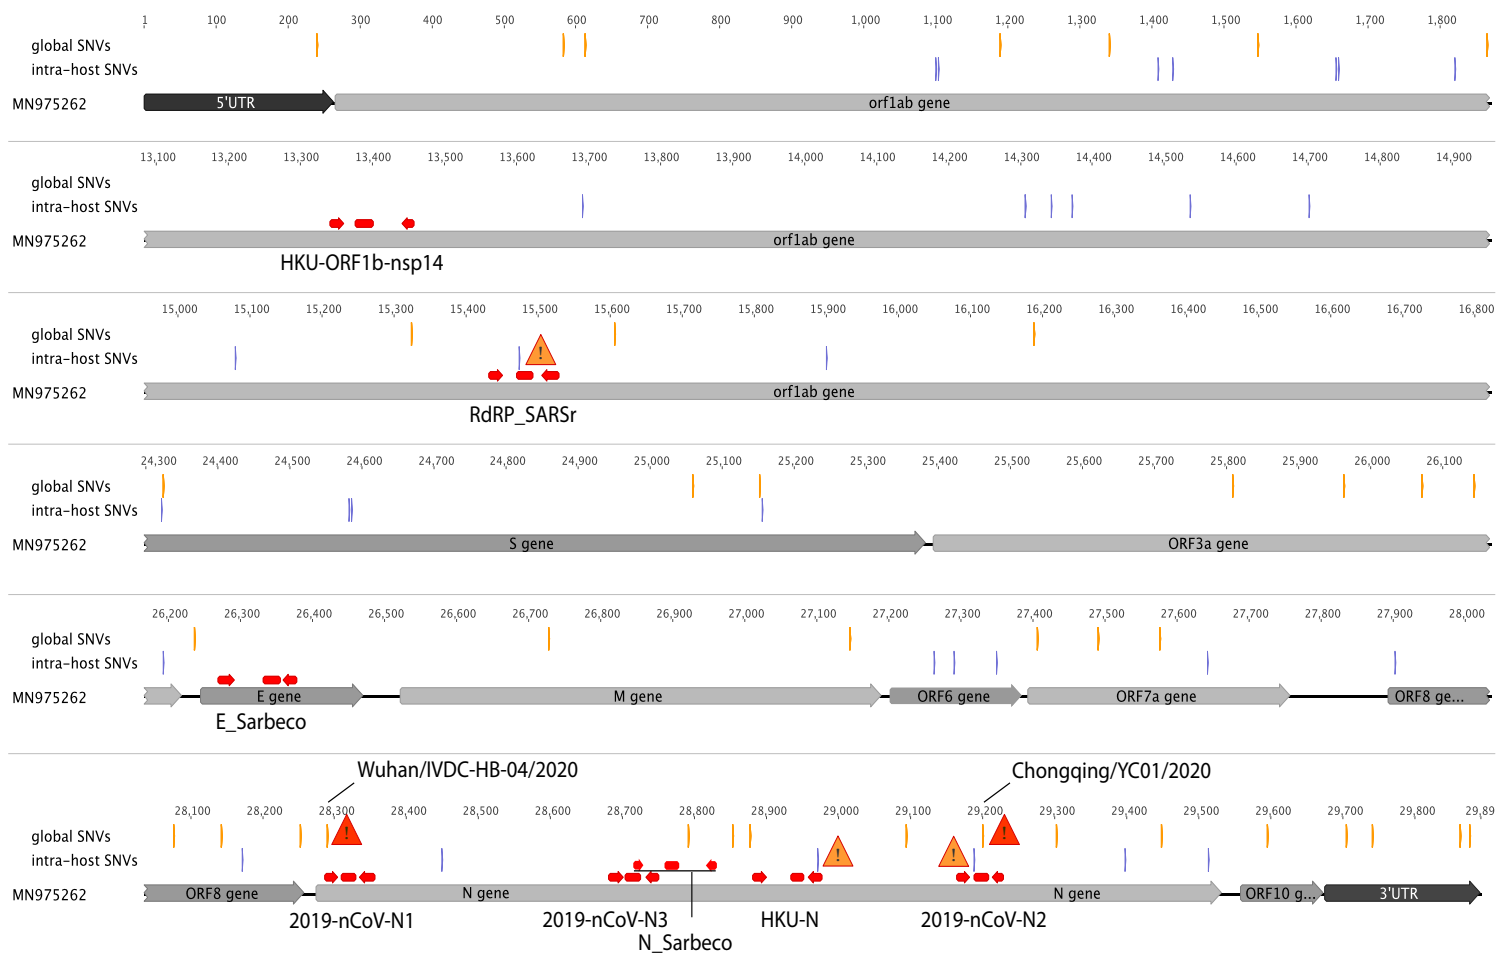 1 100 200 300 400 500 600 700 800 900 1,000 1,100 1,200 1,300 1,400 1,500 1,600 1,700 1,800
global SNVs
intra-host SNVs
MN975262 5'UTR orf1ab gene
13,100 13,200 13,300 13,400 13,500 13,600 13,700 13,800 13,900 14,000 14,100 14,200 14,300 14,400 14,500 14,600 14,700 14,800 14,900
global SNVs
intra-host SNVs
MN975262 orf1ab gene
HKU-ORF1b-nsp14
15,000 15,100 15,200 15,300 15,400 15,500 15,600 15,700 15,800 15,900 16,000 16,100 16,200 16,300 16,400 16,500 16,600 16,700 16,800
global SNVs
intra-host SNVs !
MN975262 orf1ab gene
RdRP_SARSr
24,300 24,400 24,500 24,600 24,700 24,800 24,900 25,000 25,100 25,200 25,300 25,400 25,500 25,600 25,700 25,800 25,900 26,000 26,100
global SNVs
intra-host SNVs
MN975262 S gene ORF3a gene
26,200 26,300 26,400 26,500 26,600 26,700 26,800 26,900 27,000 27,100 27,200 27,300 27,400 27,500 27,600 27,700 27,800 27,900 28,000
global SNVs
intra-host SNVs
MN975262 E gene M gene ORF6 gene ORF7a gene ORF8 ge...
E_Sarbeco
Wuhan/IVDC-HB-04/2020 Chongqing/YC01/2020
28,100 28,200 28,300 28,400 28,500 28,600 28,700 28,800 28,900 29,000 29,100 29,200 29,300 29,400 29,500 29,600 29,700 29,800 29,89
global SNVs ! !
intra-host SNVs ! !
MN975262 ORF8 gene N gene N gene ORF10 g... 3'UTR
2019-nCoV-N1 2019-nCoV-N3 HKU-N 2019-nCoV-N2
N_Sarbeco